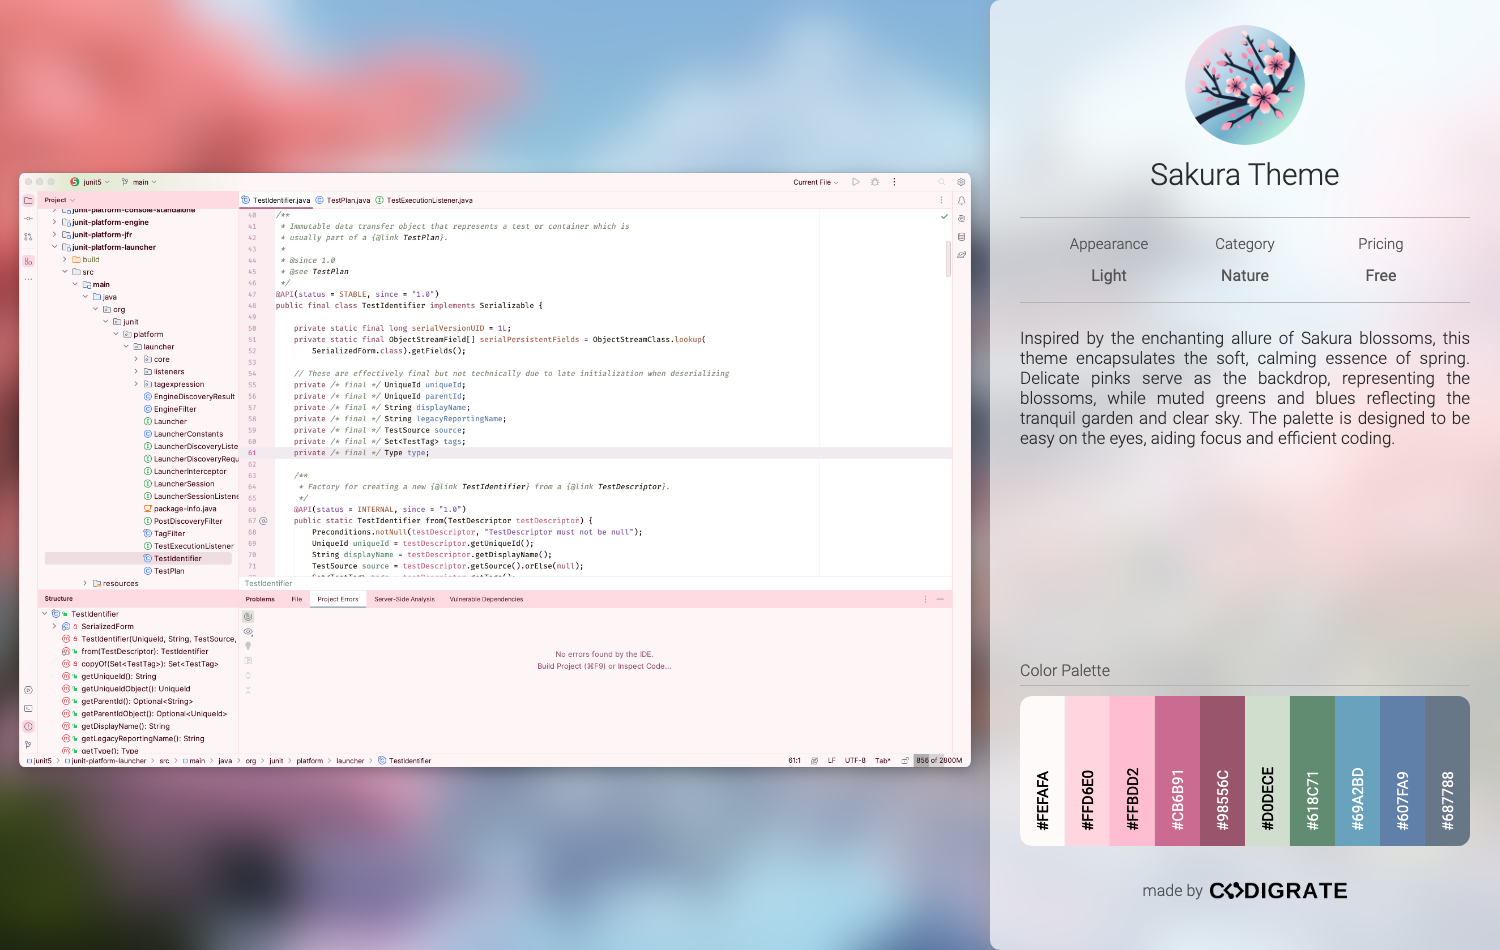 junit5
main
Current File
Project
TestIdentifier.java
TestPlan.java
TestExecutionListener.java
junit-platform-console-standalone
junit-platform-engine
junit-platform-jfr
junit-platform-launcher
build
src
main
java
org
junit
platform
launcher
core
listeners
tagexpression
EngineDiscoveryResult
EngineFilter
Launcher
LauncherConstants
LauncherDiscoveryListe
LauncherDiscoveryRequ
LauncherInterceptor
LauncherSession
LauncherSessionListene
package-info.java
PostDiscoveryFilter
TagFilter
TestExecutionListener
TestIdentifier
TestPlan
resources
40 /**
41 * Immutable data transfer object that represents a test or container which is
42 * usually part of a {@link TestPlan}.
43 *
44 * @since 1.0
45 * @see TestPlan
46 */
47 @API(status = STABLE, since = "1.0")
48 public final class TestIdentifier implements Serializable {
49
50 private static final long serialVersionUID = 1L;
51 private static final ObjectStreamField[] serialPersistentFields = ObjectStreamClass.lookup(
52 SerializedForm.class).getFields();
53
54 // These are effectively final but not technically due to late initialization when deserializing
55 private /* final */ UniqueId uniqueId;
56 private /* final */ UniqueId parentId;
57 private /* final */ String displayName;
58 private /* final */ String legacyReportingName;
59 private /* final */ TestSource source;
60 private /* final */ Set<TestTag> tags;
61 private /* final */ Type type;
62
63 /**
64 * Factory for creating a new {@link TestIdentifier} from a {@link TestDescriptor}.
65 */
66 @API(status = INTERNAL, since = "1.0")
67 public static TestIdentifier from(TestDescriptor testDescriptor) {
68 Preconditions.notNull(testDescriptor, "TestDescriptor must not be null");
69 UniqueId uniqueId = testDescriptor.getUniqueId();
70 String displayName = testDescriptor.getDisplayName();
71 TestSource source = testDescriptor.getSource().orElse(null);
TestIdentifier
Structure
TestIdentifier
SerializedForm
TestIdentifier(UniqueId, String, TestSource,
from(TestDescriptor): TestIdentifier
copyOf(Set<TestTag>): Set<TestTag>
getUniqueId(): String
getUniqueIdObject(): UniqueId
getParentId(): Optional<String>
getParentIdObject(): Optional<UniqueId>
getDisplayName(): String
getLegacyReportingName(): String
getType(): Type
Problems File Project Errors Server-Side Analysis Vulnerable Dependencies
No errors found by the IDE.
Build Project (⌘F9) or Inspect Code...
junit5 > junit-platform-launcher > src > main > java > org > junit > platform > launcher > TestIdentifier
61:1 LF UTF-8 Tab* 856 of 2800M
Sakura Theme
Appearance Category Pricing
Light Nature Free
Inspired by the enchanting allure of Sakura blossoms, this
theme encapsulates the soft, calming essence of spring.
Delicate pinks serve as the backdrop, representing the
blossoms, while muted greens and blues reflecting the
tranquil garden and clear sky. The palette is designed to be
easy on the eyes, aiding focus and efficient coding.
Color Palette
#FEFAFA
#FFD6E0
#FFBDD2
#CB6B91
#98556C
#D0DECE
#618C71
#69A2BD
#607FA9
#687788
made by CODIGRATE